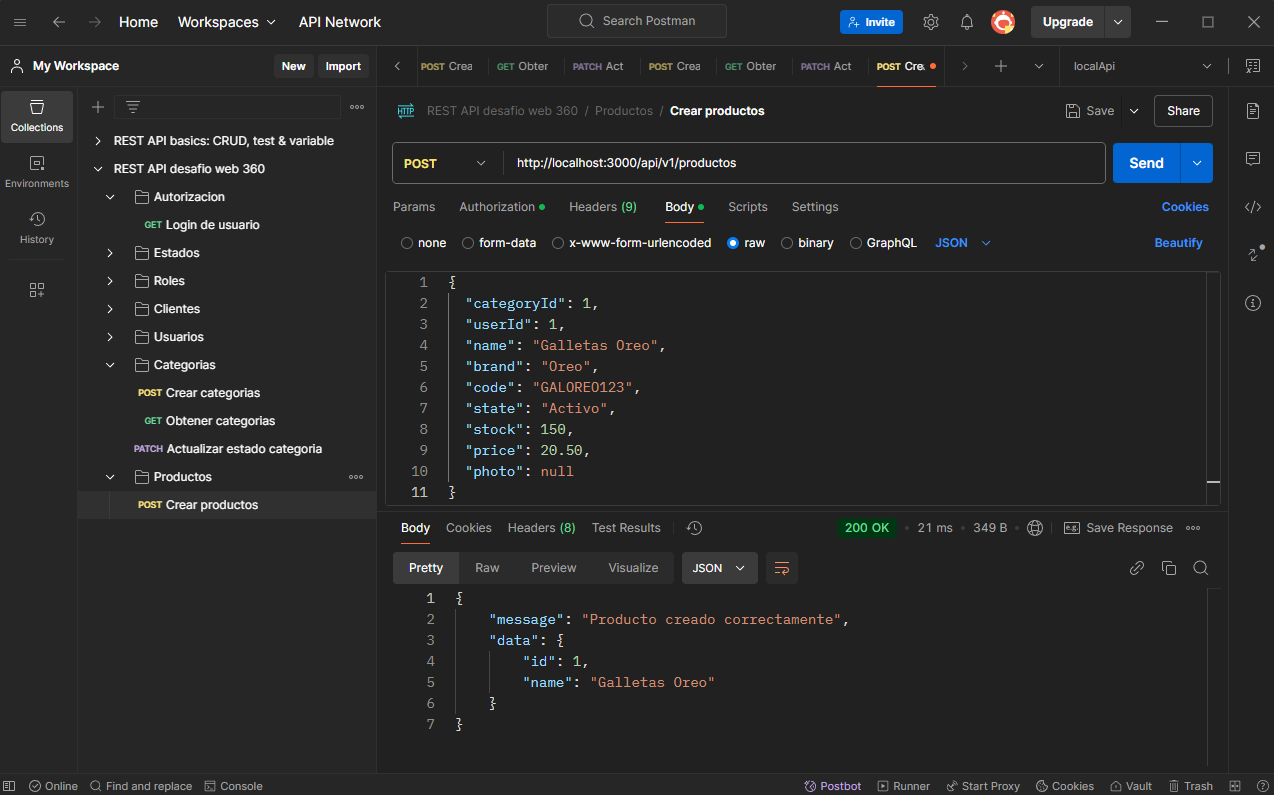 Home Workspaces API Network Search Postman Invite Upgrade
My Workspace New Import POST Crea GET Obter PATCH Act POST Crea GET Obter PATCH Act POST Cre localApi
Collections
Environments
History
REST API basics: CRUD, test & variable
REST API desafio web 360
Autorizacion
GET Login de usuario
Estados
Roles
Clientes
Usuarios
Categorias
POST Crear categorias
GET Obtener categorias
PATCH Actualizar estado categoria
Productos
POST Crear productos
HTTP REST API desafio web 360 / Productos / Crear productos Save Share
POST http://localhost:3000/api/v1/productos Send
Params Authorization Headers (9) Body Scripts Settings Cookies
none form-data x-www-form-urlencoded raw binary GraphQL JSON Beautify
1 {
2 "categoryId": 1,
3 "userId": 1,
4 "name": "Galletas Oreo",
5 "brand": "Oreo",
6 "code": "GALOREO123",
7 "state": "Activo",
8 "stock": 150,
9 "price": 20.50,
10 "photo": null
11 }
Body Cookies Headers (8) Test Results 200 OK 21 ms 349 B e.g. Save Response
Pretty Raw Preview Visualize JSON
1 {
2 "message": "Producto creado correctamente",
3 "data": {
4 "id": 1,
5 "name": "Galletas Oreo"
6 }
7 }
Online Find and replace Console Postbot Runner Start Proxy Cookies Vault Trash